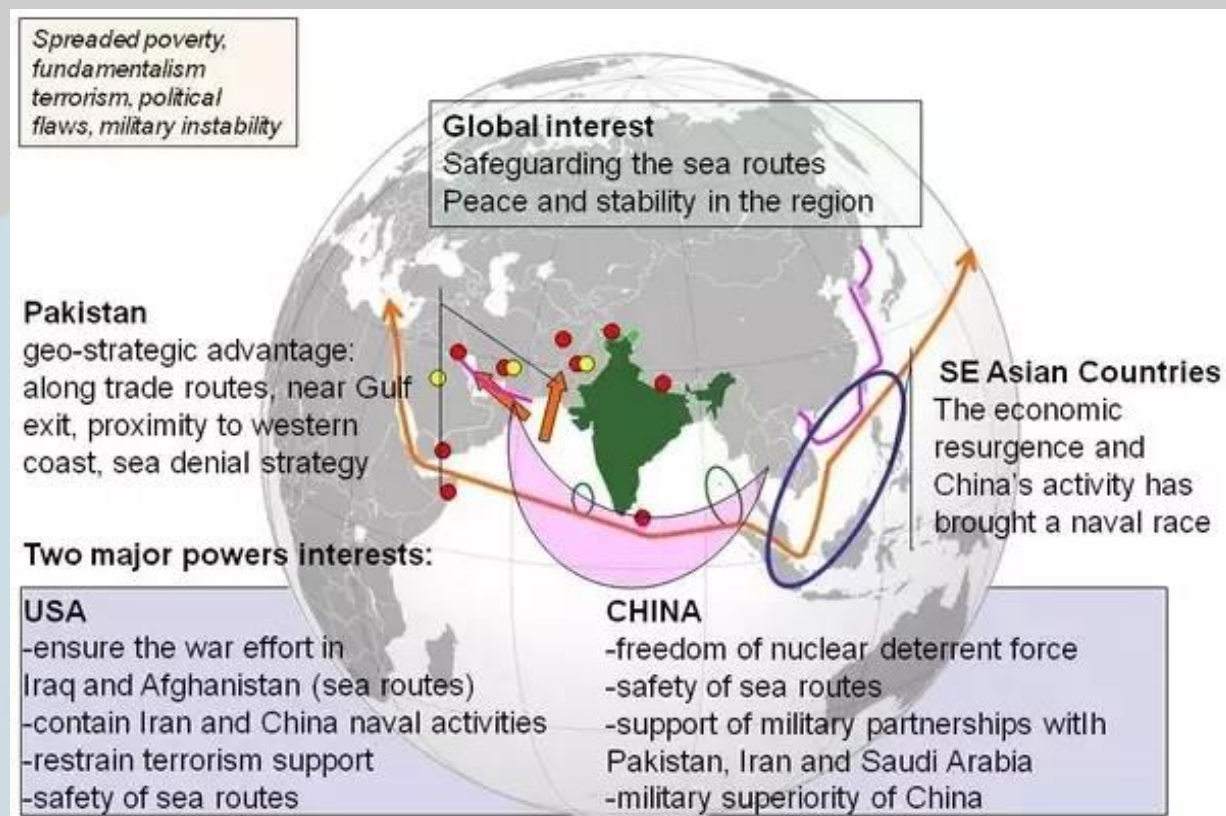 Spreaded poverty,
fundamentalism
terrorism, political
flaws, military instability
Global interest
Safeguarding the sea routes
Peace and stability in the region
Pakistan
geo-strategic advantage:
along trade routes, near Gulf
exit, proximity to western
coast, sea denial strategy
SE Asian Countries
The economic
resurgence and
China's activity has
brought a naval race
Two major powers interests:
USA
-ensure the war effort in
Iraq and Afghanistan (sea routes)
-contain Iran and China naval activities
-restrain terrorism support
-safety of sea routes
CHINA
-freedom of nuclear deterrent force
-safety of sea routes
-support of military partnerships witlh
Pakistan, Iran and Saudi Arabia
-military superiority of China